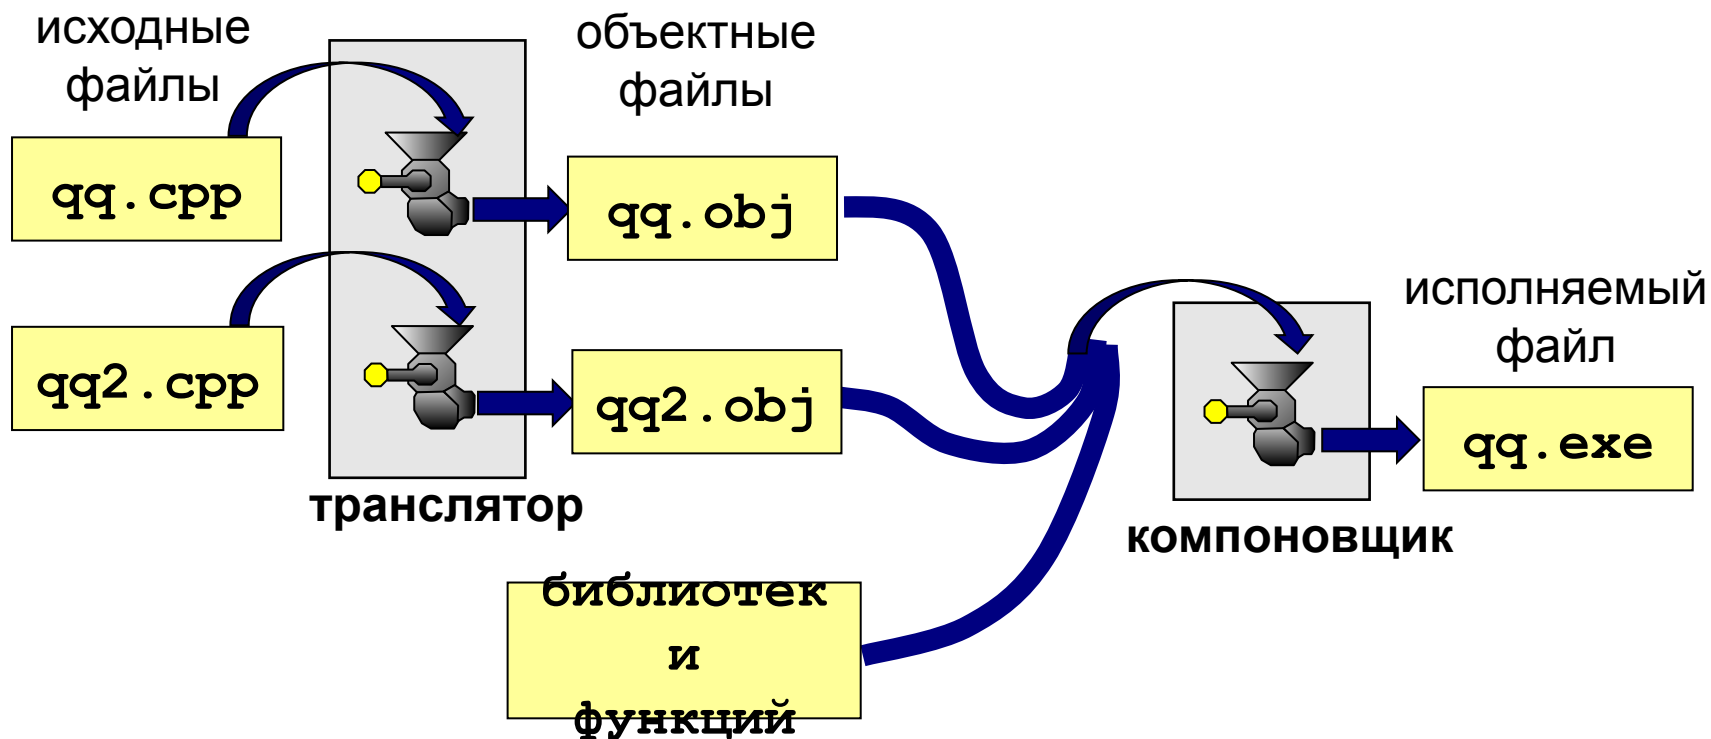 исходные
файлы
объектные
файлы
qq.cpp
qq.obj
qq2.cpp
qq2.obj
транслятор
исполняемый
файл
qq.exe
компоновщик
библиотек
и
функций